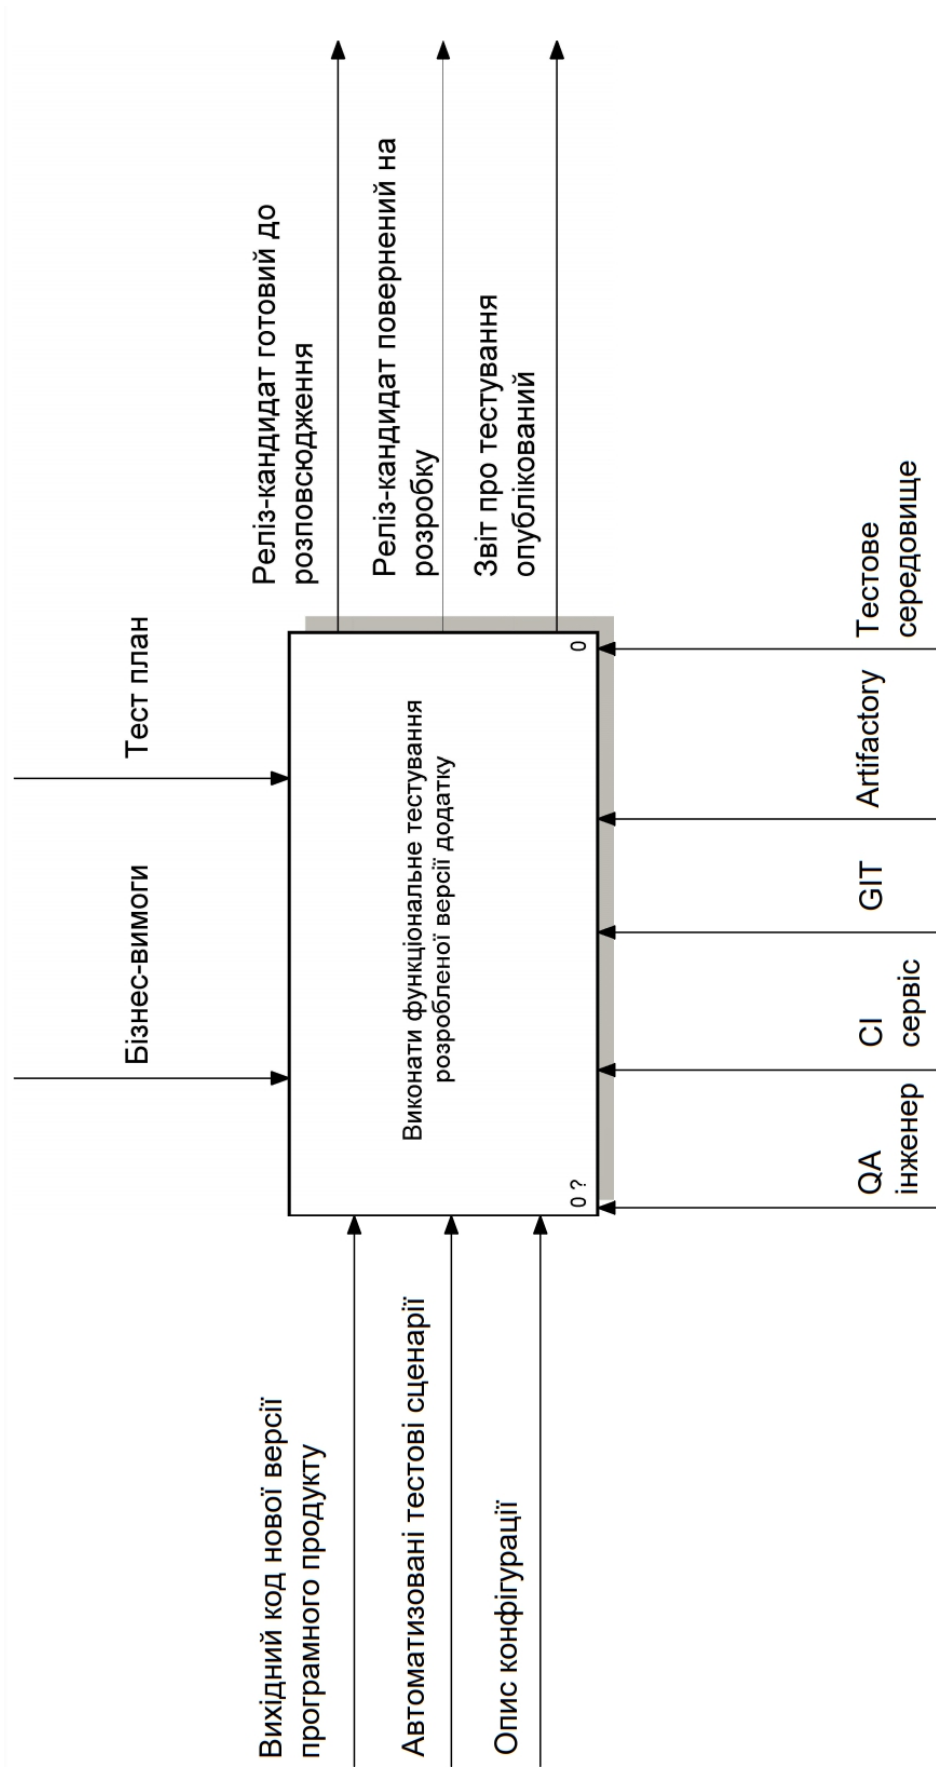 Бізнес-вимоги
Тест план
Вихідний код нової версії
програмного продукту
Автоматизовані тестові сценарії
Опис конфігурації
Виконати функціональне тестування
розробленої версії додатку
0 ?
0
Реліз-кандидат готовий до
розповсюдження
Реліз-кандидат повернений на
розробку
Звіт про тестування
опублікований
QA
інженер
CI
сервіс
GIT
Artifactory
Тестове
середовище